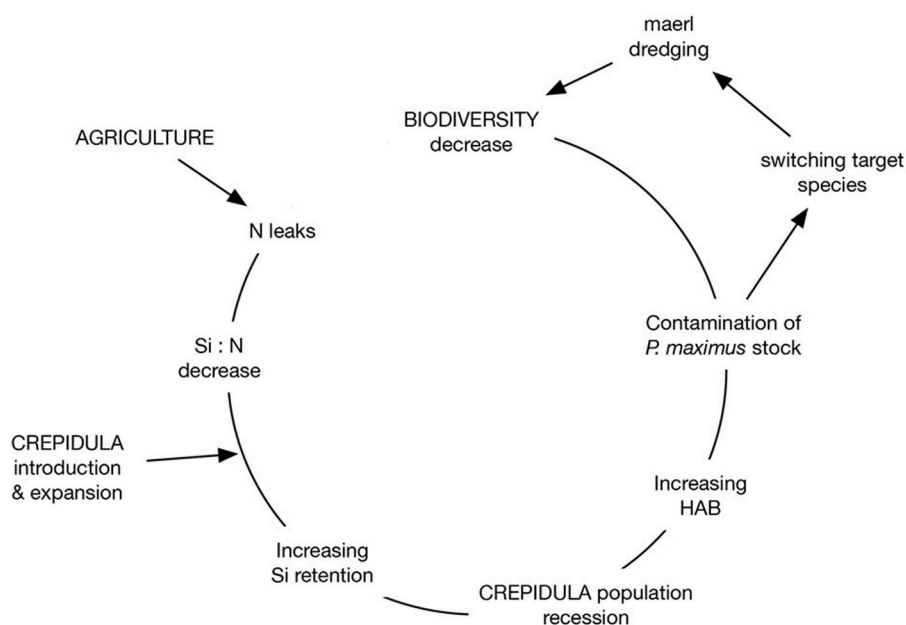 maerl
dredging
BIODIVERSITY
decrease
AGRICULTURE
switching target
species
N leaks
Contamination of
P. maximus stock
Si : N
decrease
CREPIDULA
introduction
& expansion
Increasing
HAB
Increasing
Si retention
CREPIDULA population
recession